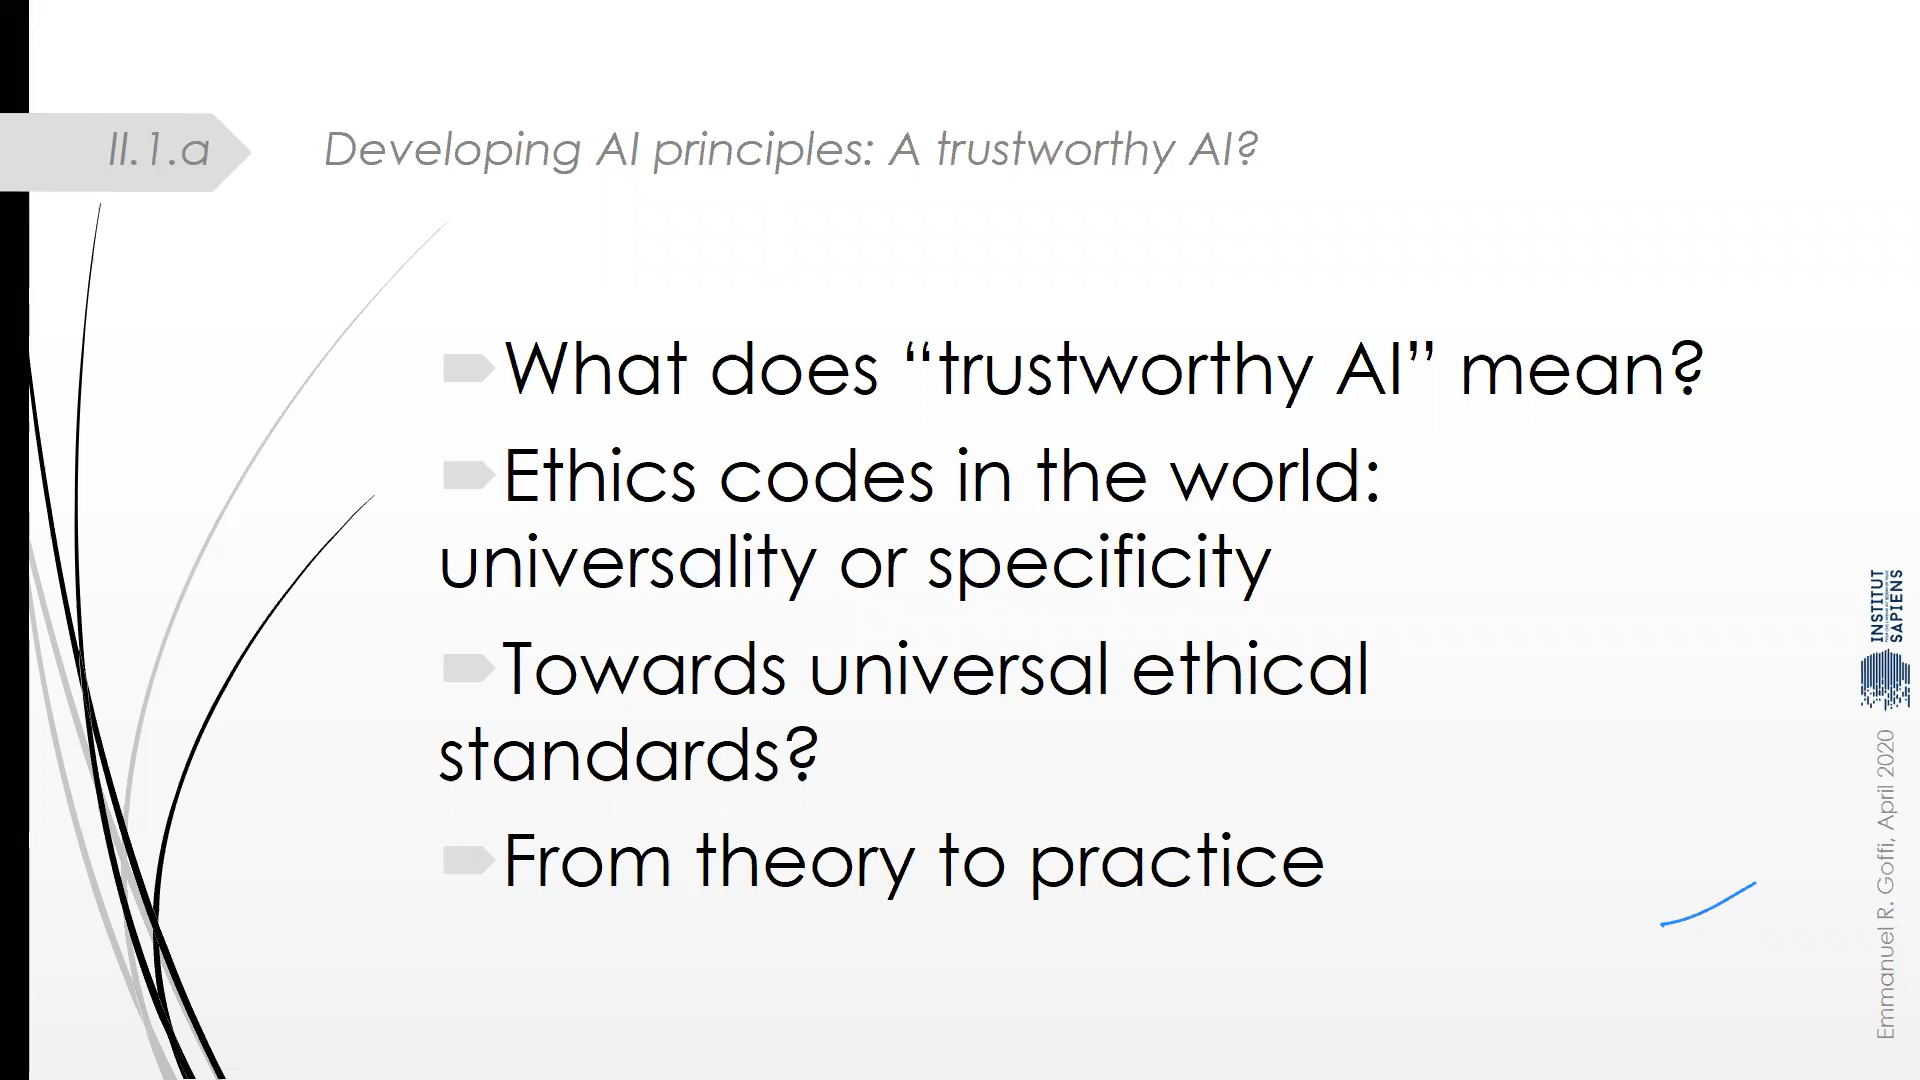 II.1.a
Developing AI principles: A trustworthy AI?
What does “trustworthy AI” mean?
Ethics codes in the world:
universality or specificity
Towards universal ethical
standards?
From theory to practice
INSTITUT
SAPIENS
Emmanuel R. Goffi, April 2020